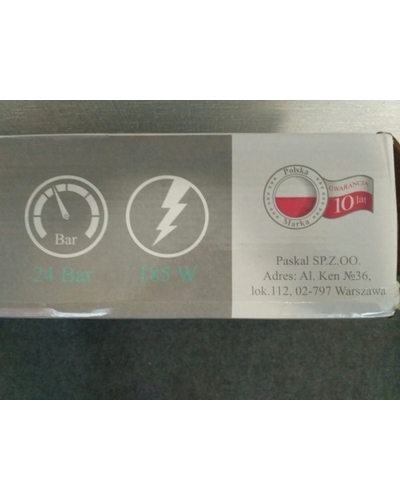 Bar
24 Bar
185 W
Polska
Marka
GWARANCJA
10 lat
Paskal SP.Z.OO.
Adres: Al. Ken №36,
lok.112, 02-797 Warszawa